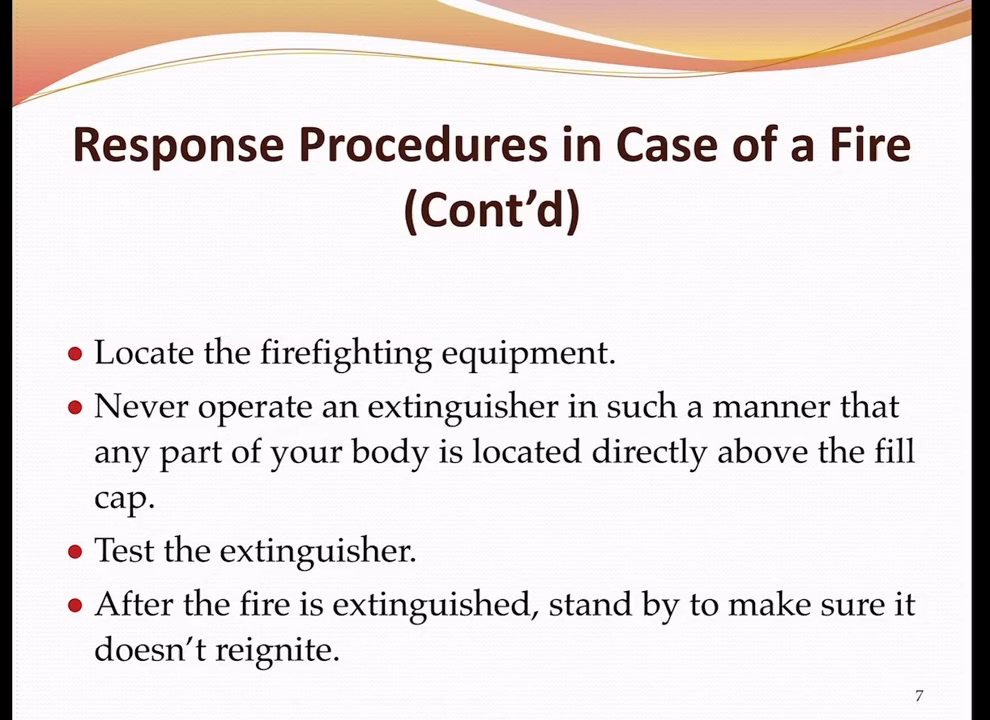 Response Procedures in Case of a Fire
(Cont’d)
● Locate the firefighting equipment.
● Never operate an extinguisher in such a manner that
any part of your body is located directly above the fill
cap.
● Test the extinguisher.
● After the fire is extinguished, stand by to make sure it
doesn’t reignite.
7